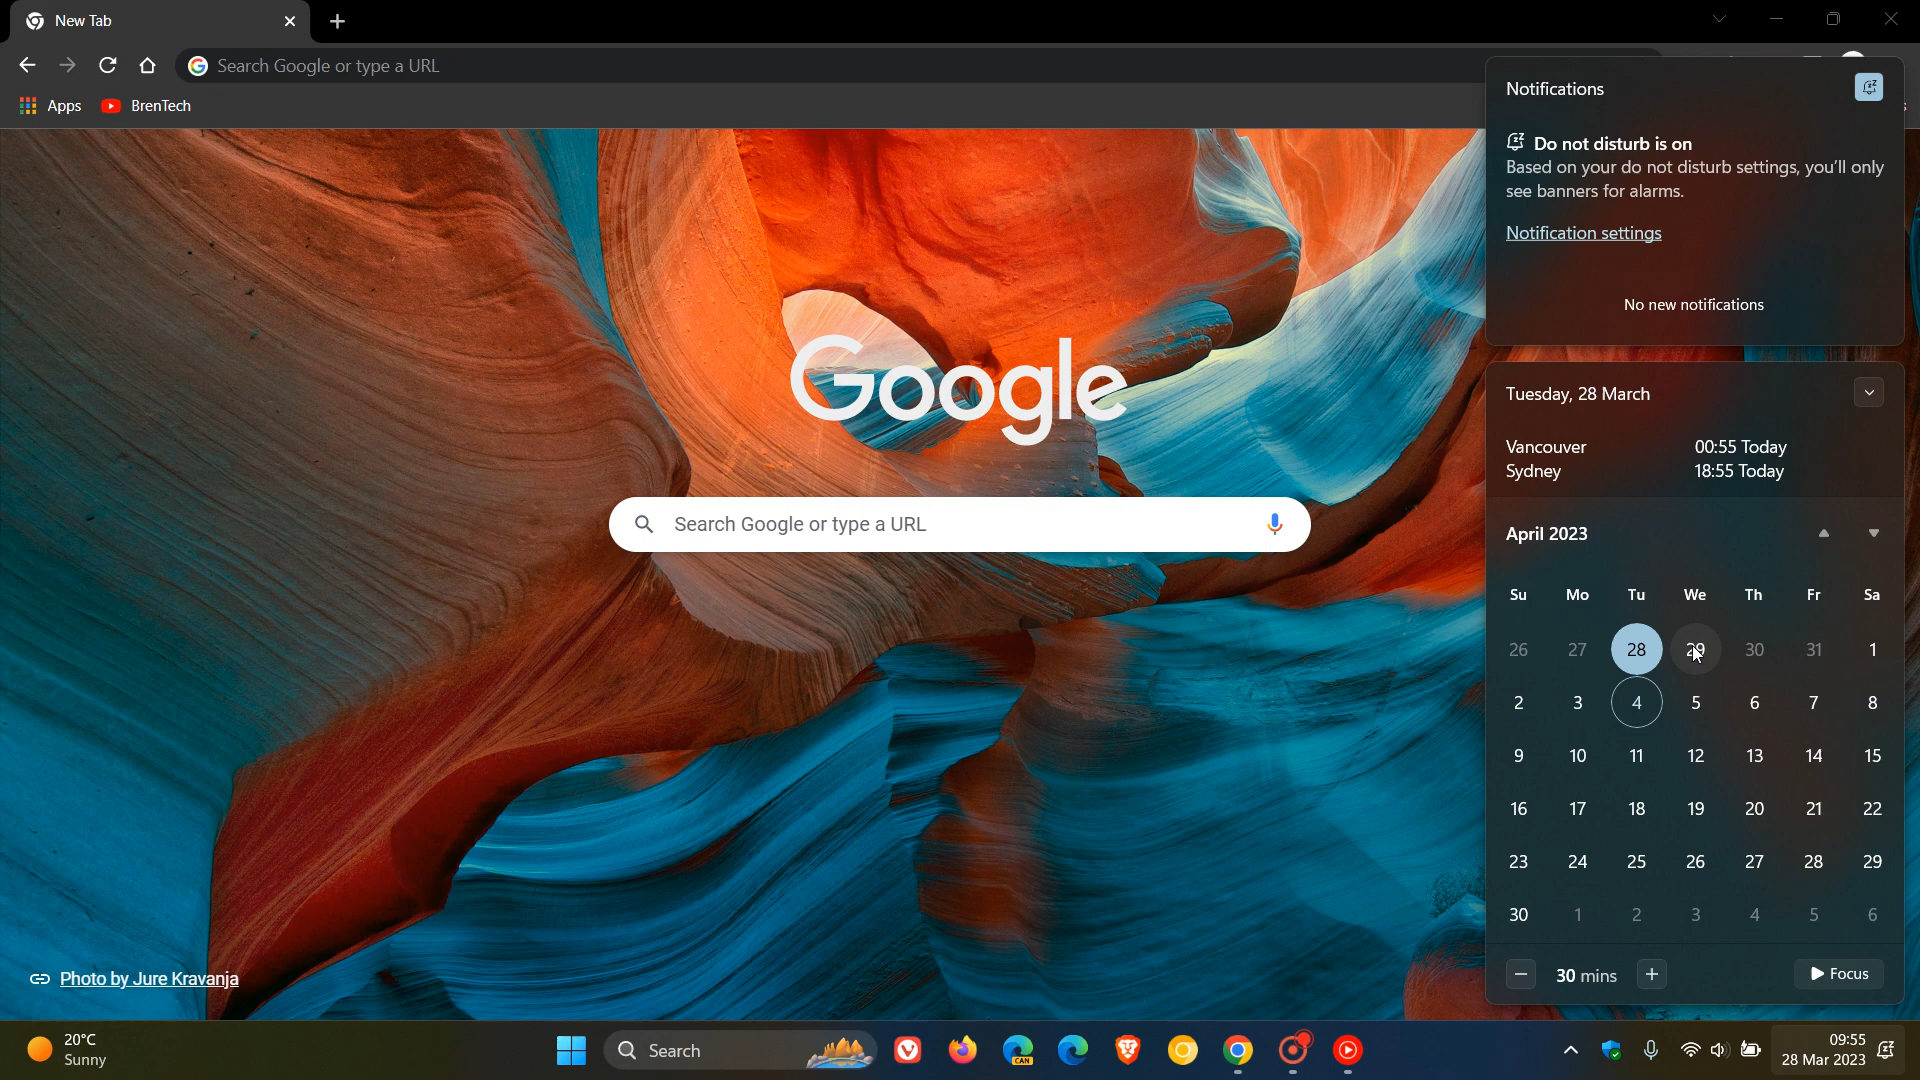 New Tab
Search Google or type a URL
Apps
BrenTech
Notifications
Do not disturb is on
Based on your do not disturb settings, you'll only
see banners for alarms.
Notification settings
No new notifications
Google
Search Google or type a URL
Photo by Jure Kravanja
Tuesday, 28 March
Vancouver 00:55 Today
Sydney 18:55 Today
April 2023
Su Mo Tu We Th Fr Sa
26 27 28 29 30 31 1
2 3 4 5 6 7 8
9 10 11 12 13 14 15
16 17 18 19 20 21 22
23 24 25 26 27 28 29
30 1 2 3 4 5 6
30 mins
Focus
20°C
Sunny
Search
CAN
09:55
28 Mar 2023